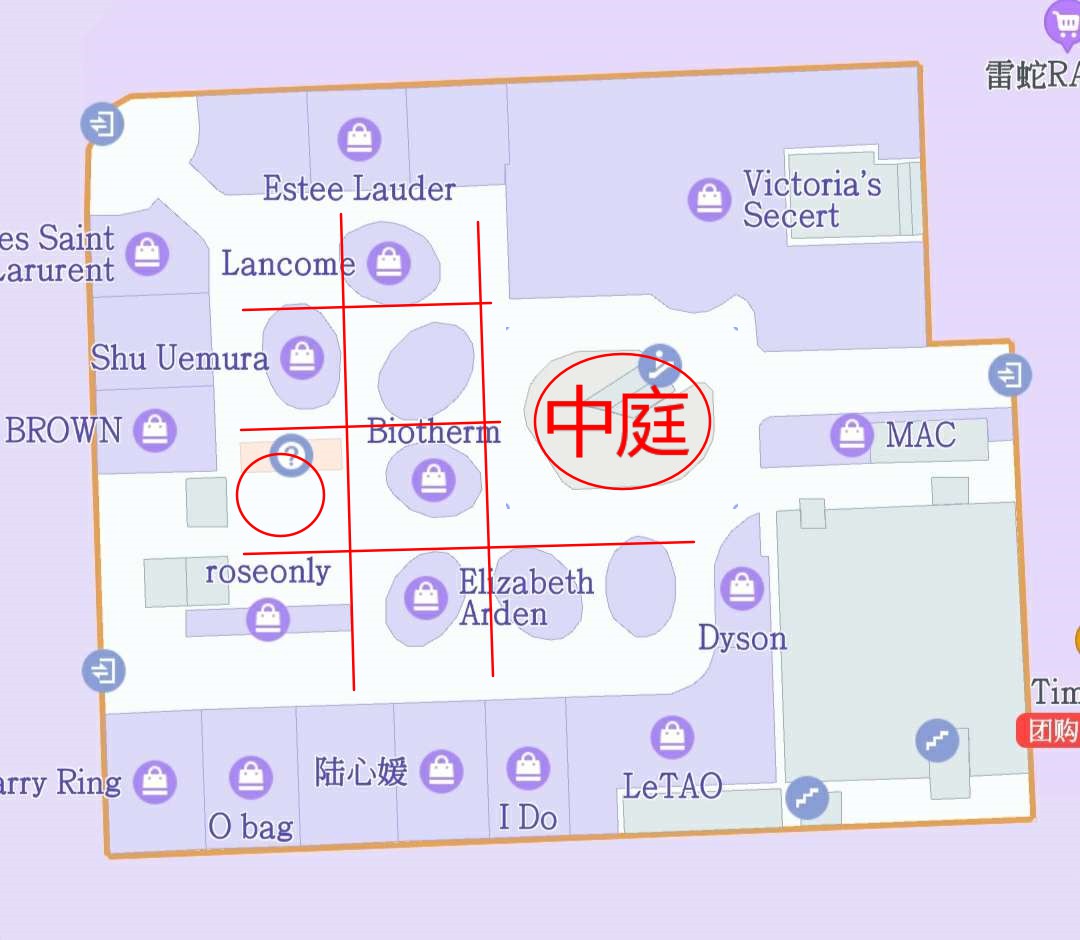 雷蛇RA
Victoria's
Secert
Estee Lauder
es Saint
Larurent
Lancome
Shu Uemura
BROWN
Biotherm
中庭
MAC
?
roseonly
Elizabeth
Arden
Dyson
Tim
团购
arry Ring
O bag
陆心媛
I Do
LeTAO